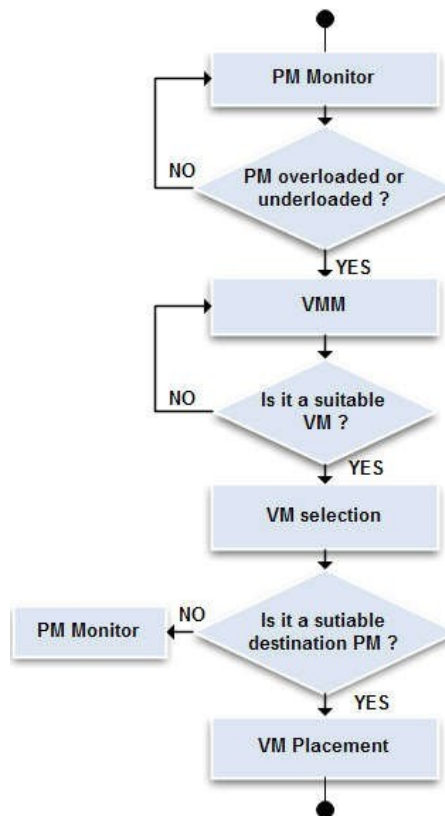 PM Monitor
PM overloaded or
underloaded ?
NO
YES
VMM
Is it a suitable
VM ?
NO
YES
VM selection
Is it a sutiable
destination PM ?
NO
PM Monitor
YES
VM Placement